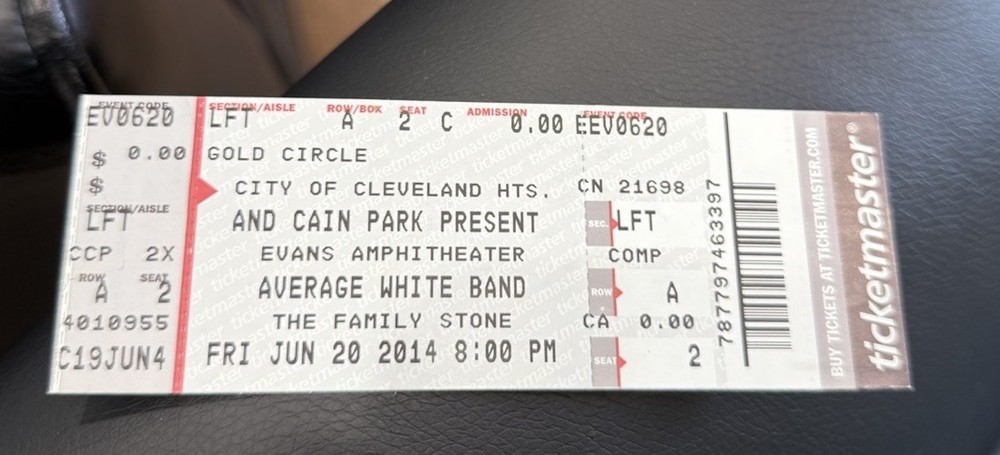 EVENT CODE
EV0620
$ 0.00
$
SECTION/AISLE
LFT
CCP 2X
ROW SEAT
A 2
4010955
C19JUN4
SECTION/AISLE ROW/BOX SEAT ADMISSION EVENT CODE
LFT A 2 C 0.00 EEV0620
GOLD CIRCLE
CITY OF CLEVELAND HTS.
AND CAIN PARK PRESENT
EVANS AMPHITHEATER
AVERAGE WHITE BAND
THE FAMILY STONE
FRI JUN 20 2014 8:00 PM
CN 21698
SEC. LFT
COMP
ROW A
CA 0.00
SEAT 2
787797463397
BUY TICKETS AT TICKETMASTER.COM
ticketmaster®